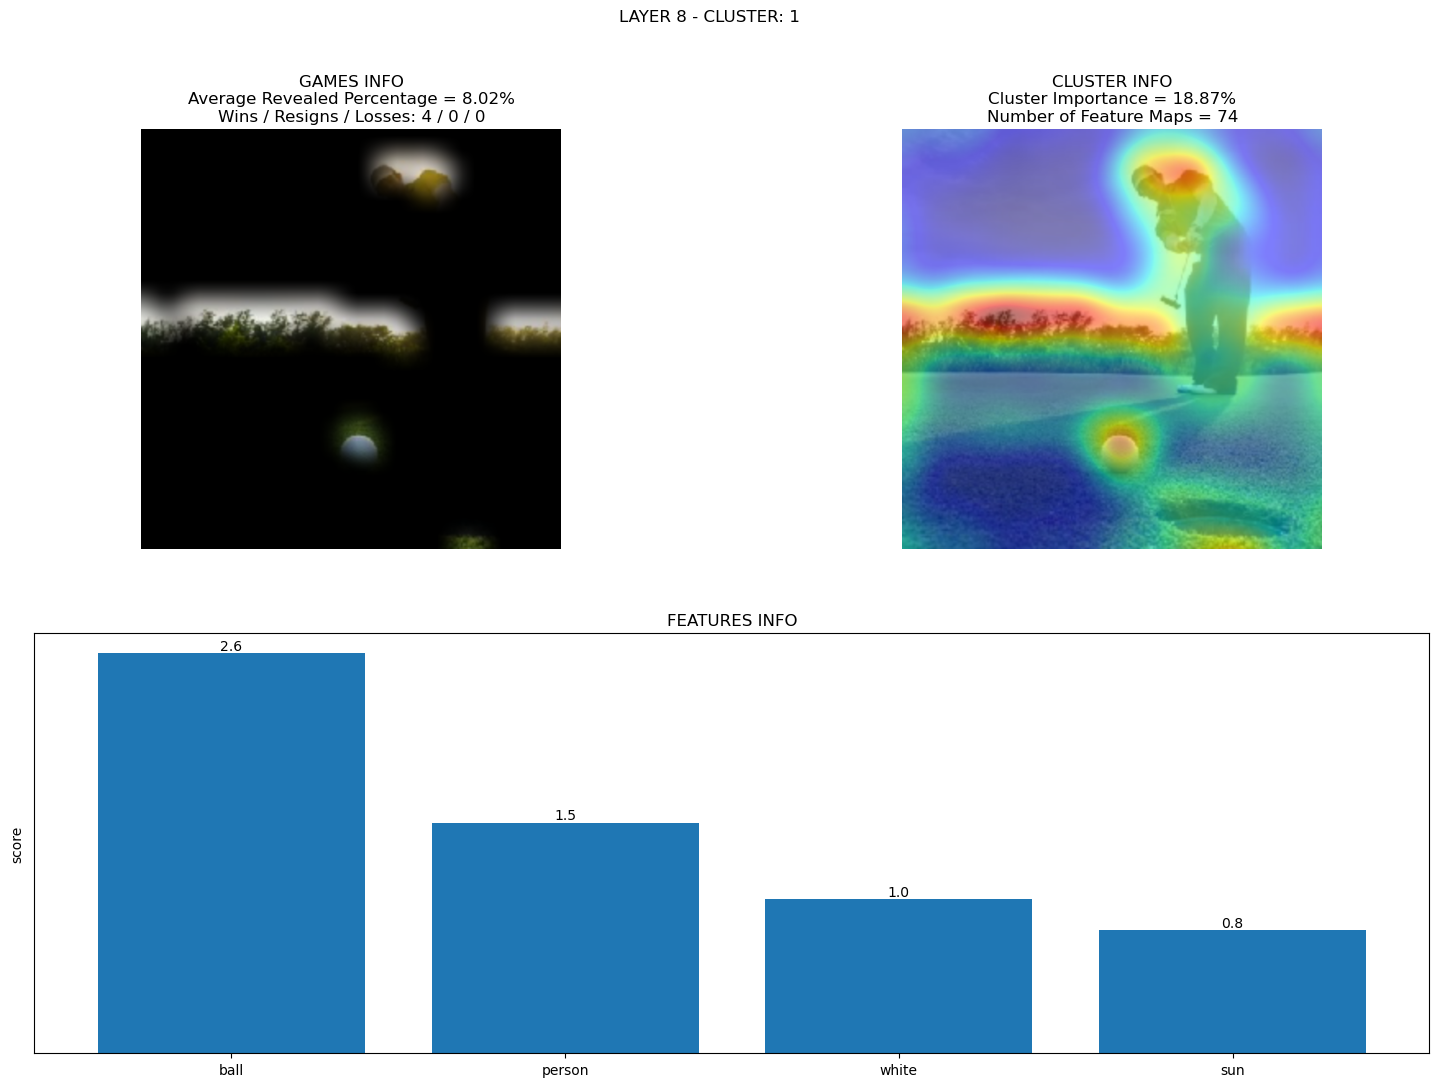 LAYER 8 - CLUSTER: 1
GAMES INFO
Average Revealed Percentage = 8.02%
Wins / Resigns / Losses: 4 / 0 / 0
CLUSTER INFO
Cluster Importance = 18.87%
Number of Feature Maps = 74
FEATURES INFO
score
2.6
1.5
1.0
0.8
ball
person
white
sun